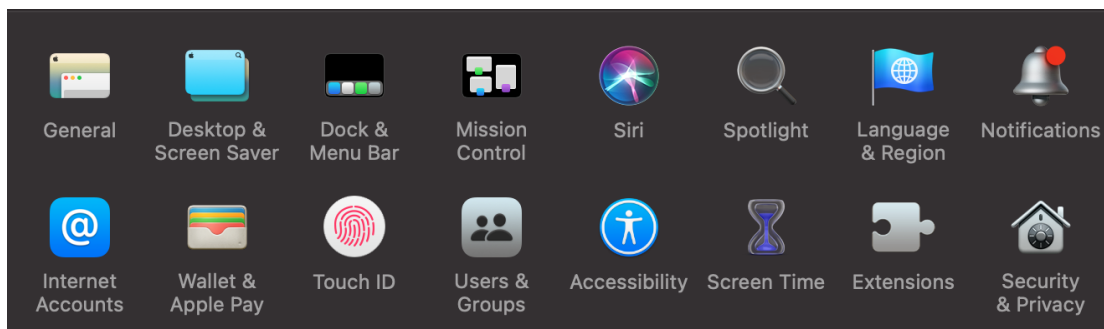 General
Desktop &
Screen Saver
Dock &
Menu Bar
Mission
Control
Siri
Spotlight
Language
& Region
Notifications
@
Internet
Accounts
Wallet &
Apple Pay
Touch ID
Users &
Groups
Accessibility
Screen Time
Extensions
Security
& Privacy